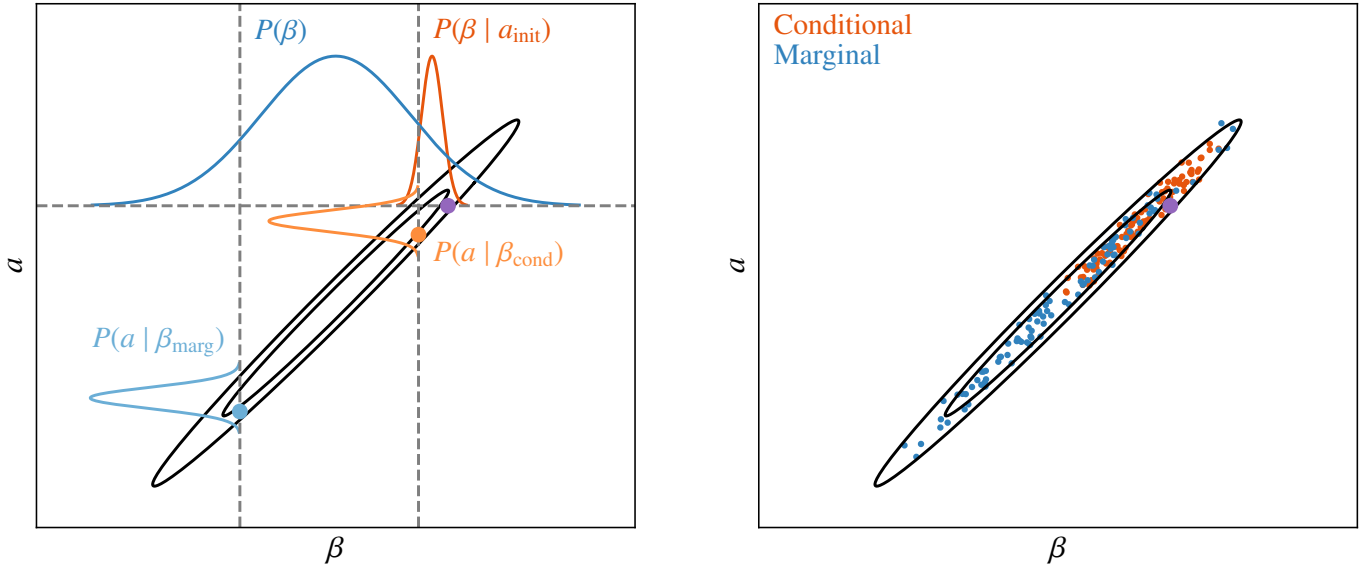 P(β)
P(β | a_init)
P(a | β_cond)
P(a | β_marg)
a
β
Conditional
Marginal
a
β